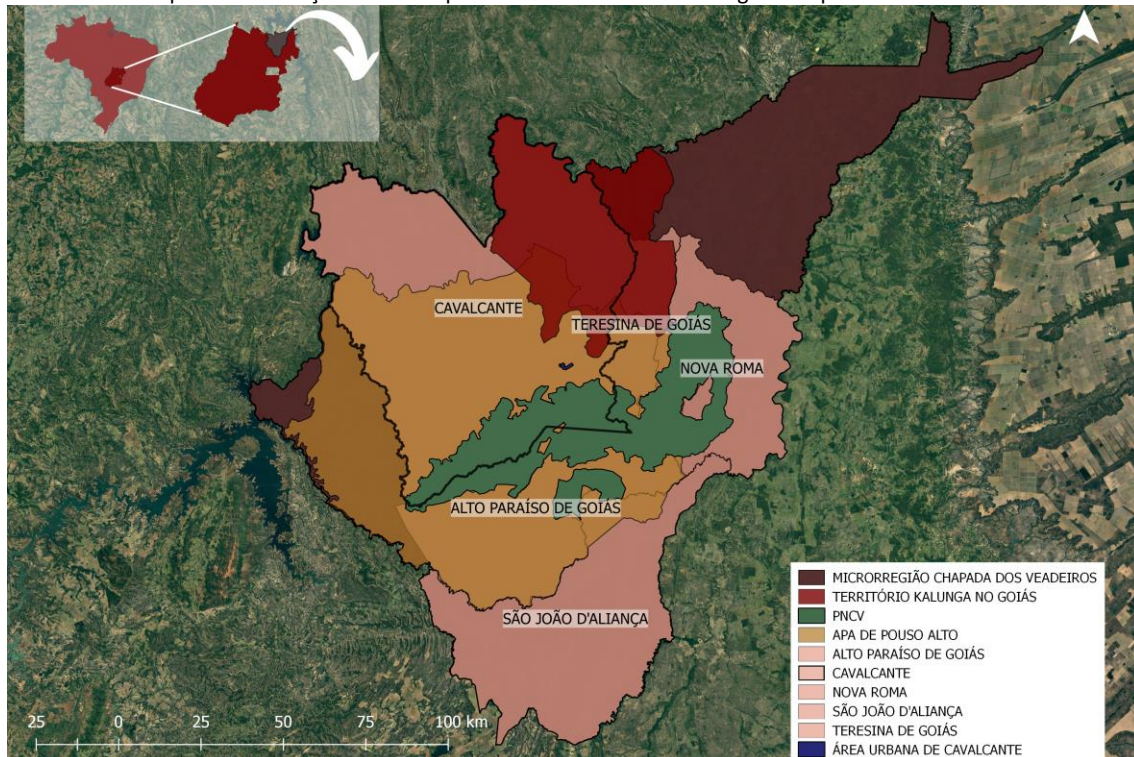 CAVALCANTE
TERESINA DE GOIÁS
NOVA ROMA
ALTO PARAÍSO DE GOIÁS
SÃO JOÃO D'ALIANÇA
25 0 25 50 75 100 km
MICRORREGIÃO CHAPADA DOS VEADEIROS
TERRITÓRIO KALUNGA NO GOIÁS
PNCV
APA DE POUSO ALTO
ALTO PARAÍSO DE GOIÁS
CAVALCANTE
NOVA ROMA
SÃO JOÃO D'ALIANÇA
TERESINA DE GOIÁS
ÁREA URBANA DE CAVALCANTE